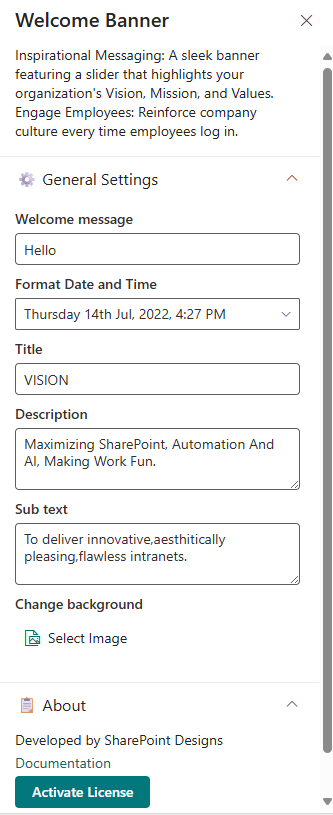 Welcome Banner
Inspirational Messaging: A sleek banner
featuring a slider that highlights your
organization's Vision, Mission, and Values.
Engage Employees: Reinforce company
culture every time employees log in.
General Settings
Welcome message
Hello
Format Date and Time
Thursday 14th Jul, 2022, 4:27 PM
Title
VISION
Description
Maximizing SharePoint, Automation And
AI, Making Work Fun.
Sub text
To deliver innovative,aesthitically
pleasing,flawless intranets.
Change background
Select Image
About
Developed by SharePoint Designs
Documentation
Activate License